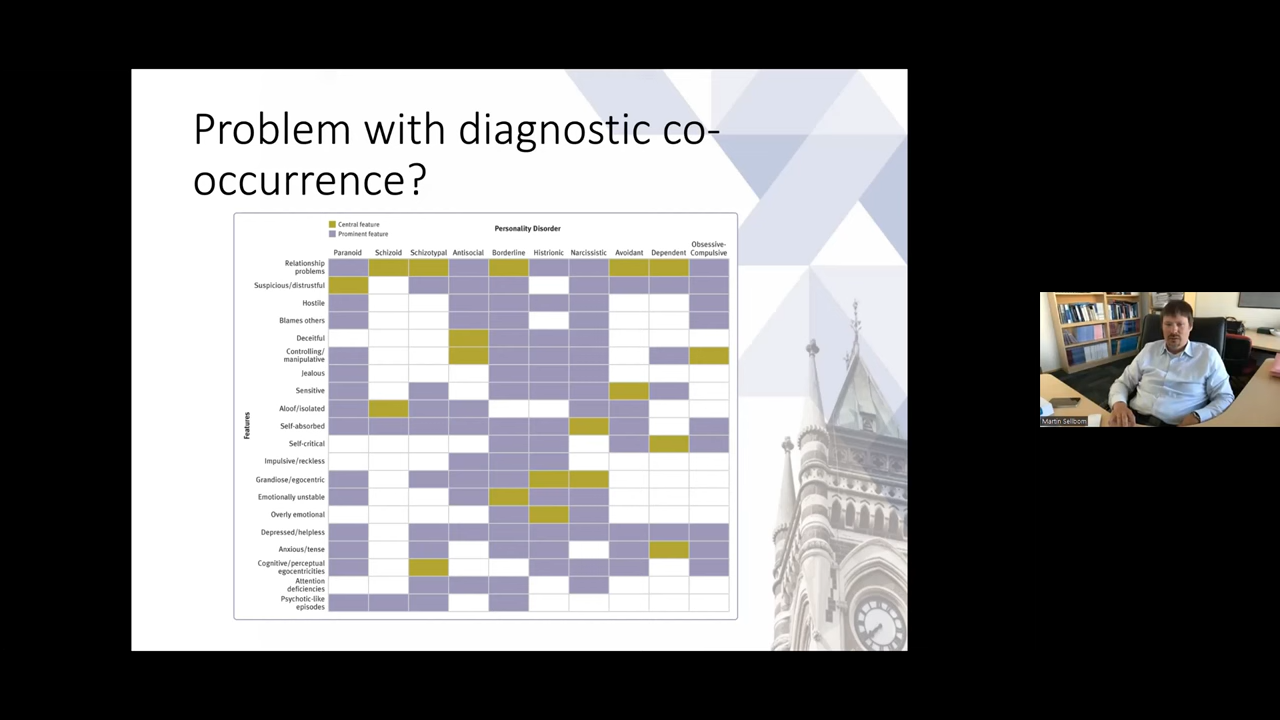 Problem with diagnostic co-
occurrence?
Central feature
Prominent feature
Personality Disorder
Paranoid
Schizoid
Schizotypal
Antisocial
Borderline
Histrionic
Narcissistic
Avoidant
Dependent
Obsessive-
Compulsive
Features
Relationship
problems
Suspicious/distrustful
Hostile
Blames others
Deceitful
Controlling/
manipulative
Jealous
Sensitive
Aloof/isolated
Self-absorbed
Self-critical
Impulsive/reckless
Grandiose/egocentric
Emotionally unstable
Overly emotional
Depressed/helpless
Anxious/tense
Cognitive/perceptual
egocentricities
Attention
deficiencies
Psychotic-like
episodes
Martin Sellbom